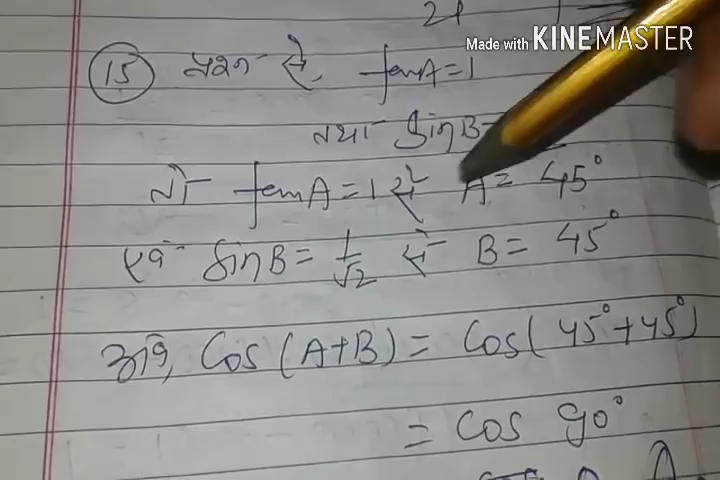 21
Made with KINEMASTER
(15) प्रश्न से, tanA = 1
तथा SinB
तो tanA = 1 से A = 45°
एवं SinB = 1/√2 से B = 45°
अब, Cos(A+B) = Cos(45°+45°)
= Cos 90°